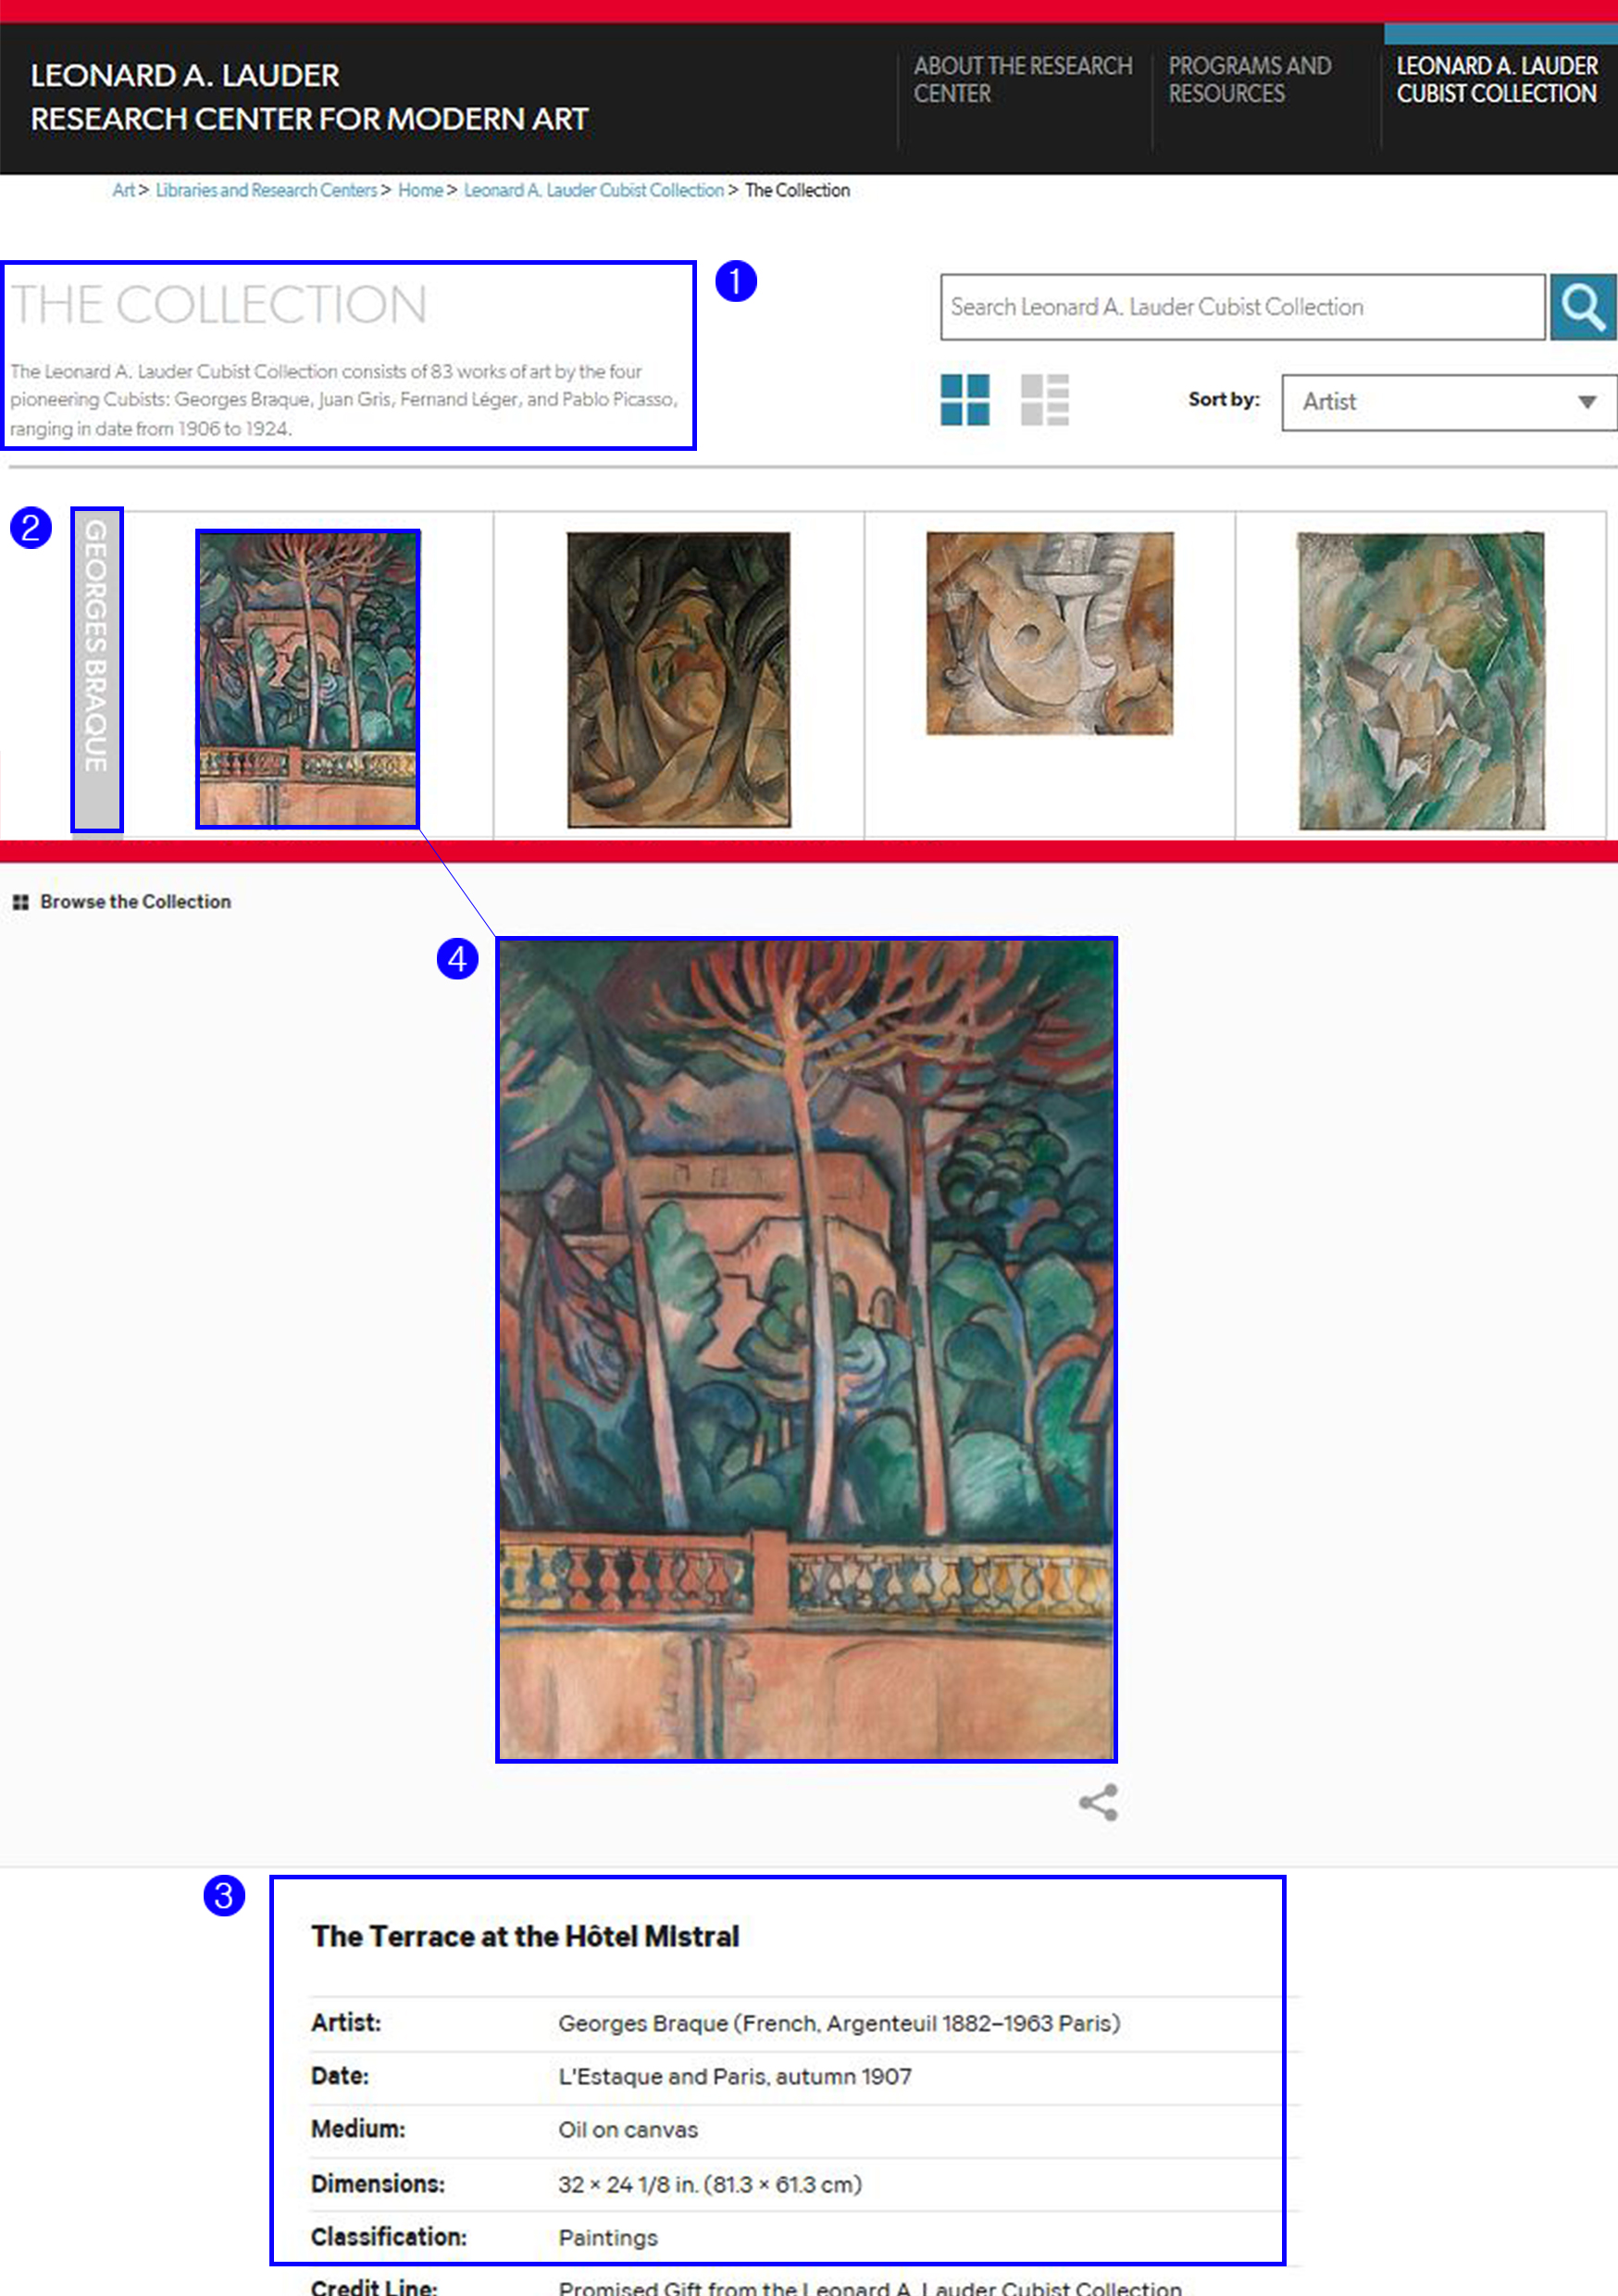 LEONARD A. LAUDER
RESEARCH CENTER FOR MODERN ART
ABOUT THE RESEARCH
CENTER
PROGRAMS AND
RESOURCES
LEONARD A. LAUDER
CUBIST COLLECTION
Art > Libraries and Research Centers > Home > Leonard A. Lauder Cubist Collection > The Collection
THE COLLECTION
1
The Leonard A. Lauder Cubist Collection consists of 83 works of art by the four
pioneering Cubists: Georges Braque, Juan Gris, Fernand Léger, and Pablo Picasso,
ranging in date from 1906 to 1924.
Search Leonard A. Lauder Cubist Collection
Sort by: Artist
2
GEORGES BRAQUE
Browse the Collection
4
3
The Terrace at the Hôtel Mistral
Artist: Georges Braque (French, Argenteuil 1882–1963 Paris)
Date: L'Estaque and Paris, autumn 1907
Medium: Oil on canvas
Dimensions: 32 × 24 1/8 in. (81.3 × 61.3 cm)
Classification: Paintings
Credit Line: Promised Gift from the Leonard A. Lauder Cubist Collection